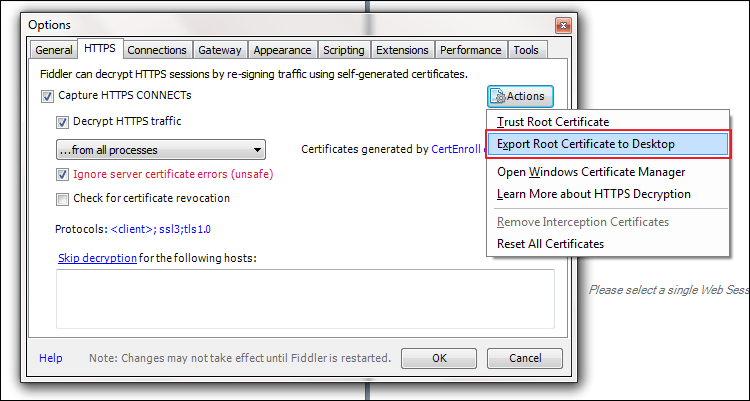 Options
General HTTPS Connections Gateway Appearance Scripting Extensions Performance Tools
Fiddler can decrypt HTTPS sessions by re-signing traffic using self-generated certificates.
Capture HTTPS CONNECTs
Actions
Decrypt HTTPS traffic
Trust Root Certificate
...from all processes
Certificates generated by CertEnroll
Export Root Certificate to Desktop
Ignore server certificate errors (unsafe)
Open Windows Certificate Manager
Check for certificate revocation
Learn More about HTTPS Decryption
Protocols: <client>; ssl3;tls1.0
Remove Interception Certificates
Reset All Certificates
Skip decryption for the following hosts:
Please select a single Web Sess
Help Note: Changes may not take effect until Fiddler is restarted. OK Cancel